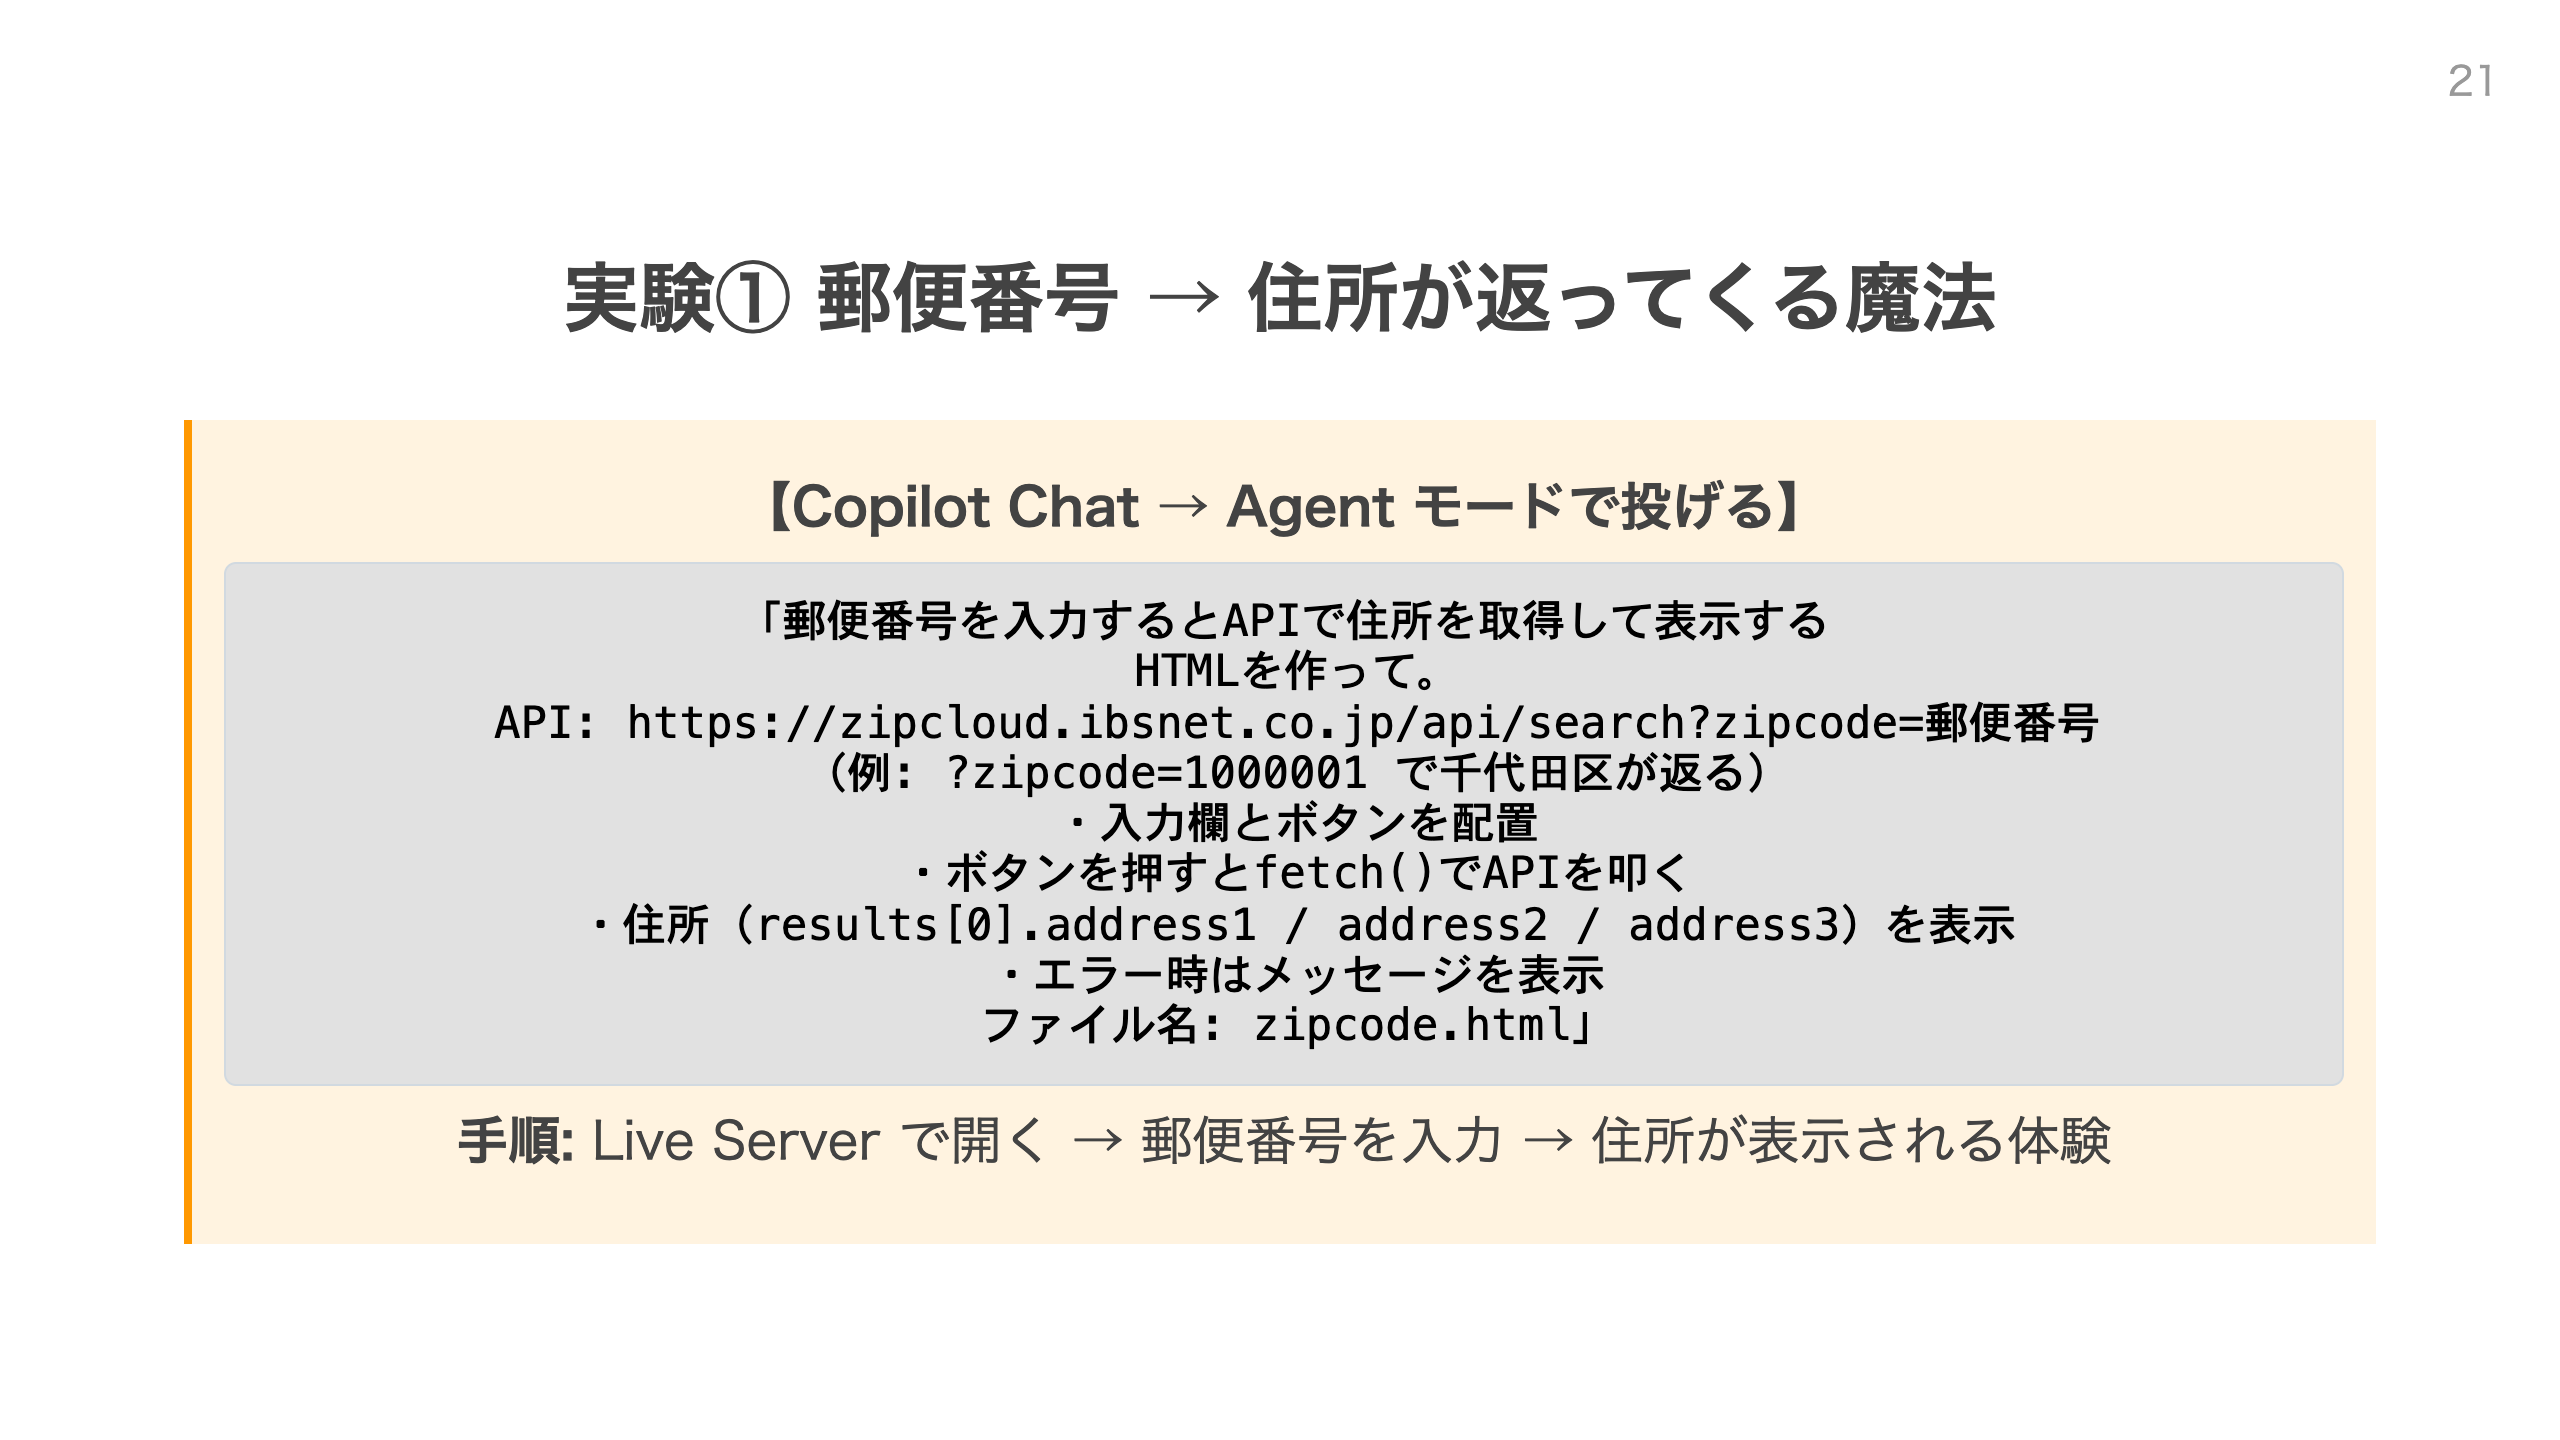 21
実験① 郵便番号 → 住所が返ってくる魔法
【Copilot Chat → Agent モードで投げる】
「郵便番号を入力するとAPIで住所を取得して表示する
HTMLを作って。
API: https://zipcloud.ibsnet.co.jp/api/search?zipcode=郵便番号
（例: ?zipcode=1000001 で千代田区が返る）
・入力欄とボタンを配置
・ボタンを押すとfetch()でAPIを叩く
・住所（results[0].address1 / address2 / address3）を表示
・エラー時はメッセージを表示
ファイル名: zipcode.html」
手順: Live Server で開く → 郵便番号を入力 → 住所が表示される体験